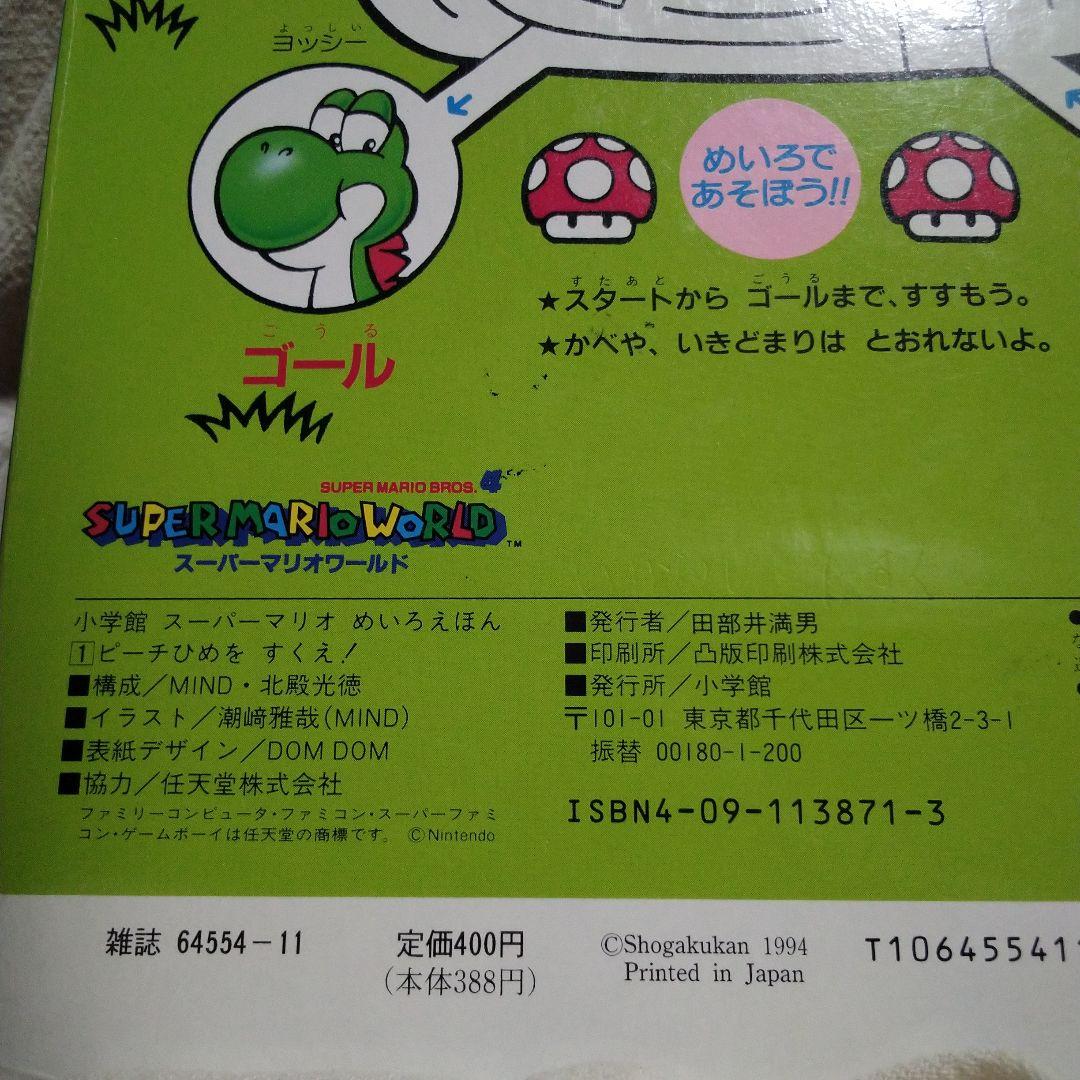 よっしい
ヨッシー
めいろで
あそぼう!!
すたあと ごうる
★スタートから ゴールまで、すすもう。
★かべや、いきどまりは とおれないよ。
ごうる
ゴール
SUPER MARIO BROS. 4
SUPER MARIO WORLD™
スーパーマリオワールド
小学館 スーパーマリオ めいろえほん
1ピーチひめを すくえ!
■構成/MIND・北殿光徳
■イラスト/潮﨑雅哉(MIND)
■表紙デザイン/DOM DOM
■協力/任天堂株式会社
ファミリーコンピュータ・ファミコン・スーパーファミ
コン・ゲームボーイは任天堂の商標です。 ©Nintendo
■発行者/田部井満男
■印刷所/凸版印刷株式会社
■発行所/小学館
〒101-01 東京都千代田区一ツ橋2-3-1
振替 00180-1-200
ISBN4-09-113871-3
雑誌 64554-11
定価400円
(本体388円)
©Shogakukan 1994
Printed in Japan
T106455411